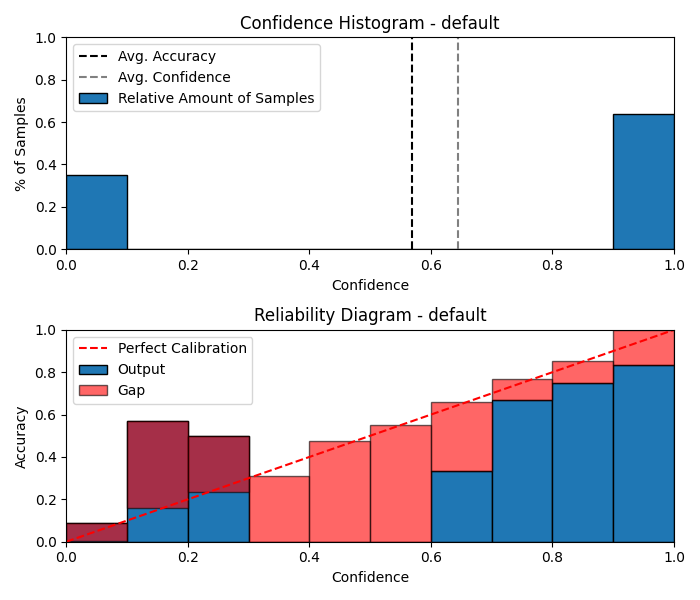 Confidence Histogram - default
1.0
0.8
0.6
0.4
0.2
0.0
% of Samples
Avg. Accuracy
Avg. Confidence
Relative Amount of Samples
0.0 0.2 0.4 0.6 0.8 1.0
Confidence
Reliability Diagram - default
1.0
0.8
0.6
0.4
0.2
0.0
Accuracy
Perfect Calibration
Output
Gap
0.0 0.2 0.4 0.6 0.8 1.0
Confidence